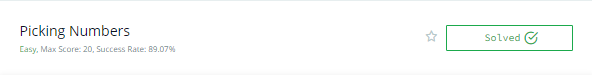 Picking Numbers
Solved
Easy, Max Score: 20, Success Rate: 89.07%